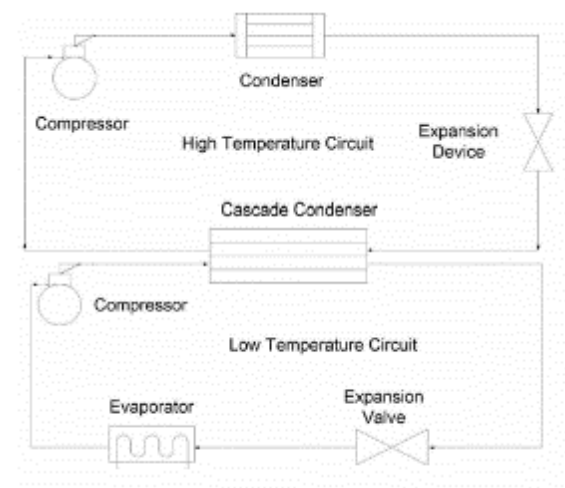 Condenser
Compressor
High Temperature Circuit
Expansion
Device
Cascade Condenser
Compressor
Low Temperature Circuit
Evaporator
Expansion
Valve